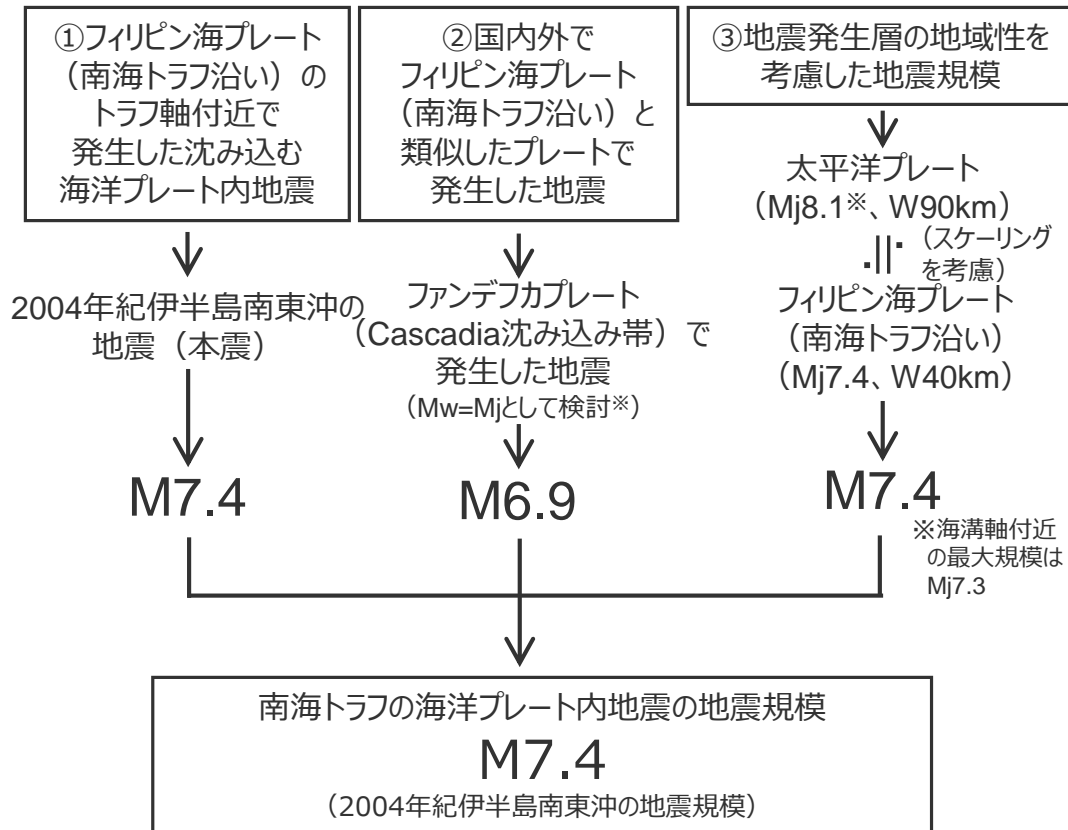 ①フィリピン海プレート
（南海トラフ沿い）の
トラフ軸付近で
発生した沈み込む
海洋プレート内地震
2004年紀伊半島南東沖の
地震（本震）
M7.4
②国内外で
フィリピン海プレート
（南海トラフ沿い）と
類似したプレートで
発生した地震
ファンデフカプレート
（Cascadia沈み込み帯）で
発生した地震
（Mw=Mjとして検討※）
M6.9
③地震発生層の地域性を
考慮した地震規模
太平洋プレート
（Mj8.1※、W90km）
（スケーリング
を考慮）
フィリピン海プレート
（南海トラフ沿い）
（Mj7.4、W40km）
M7.4
※海溝軸付近
の最大規模は
Mj7.3
南海トラフの海洋プレート内地震の地震規模
M7.4
（2004年紀伊半島南東沖の地震規模）